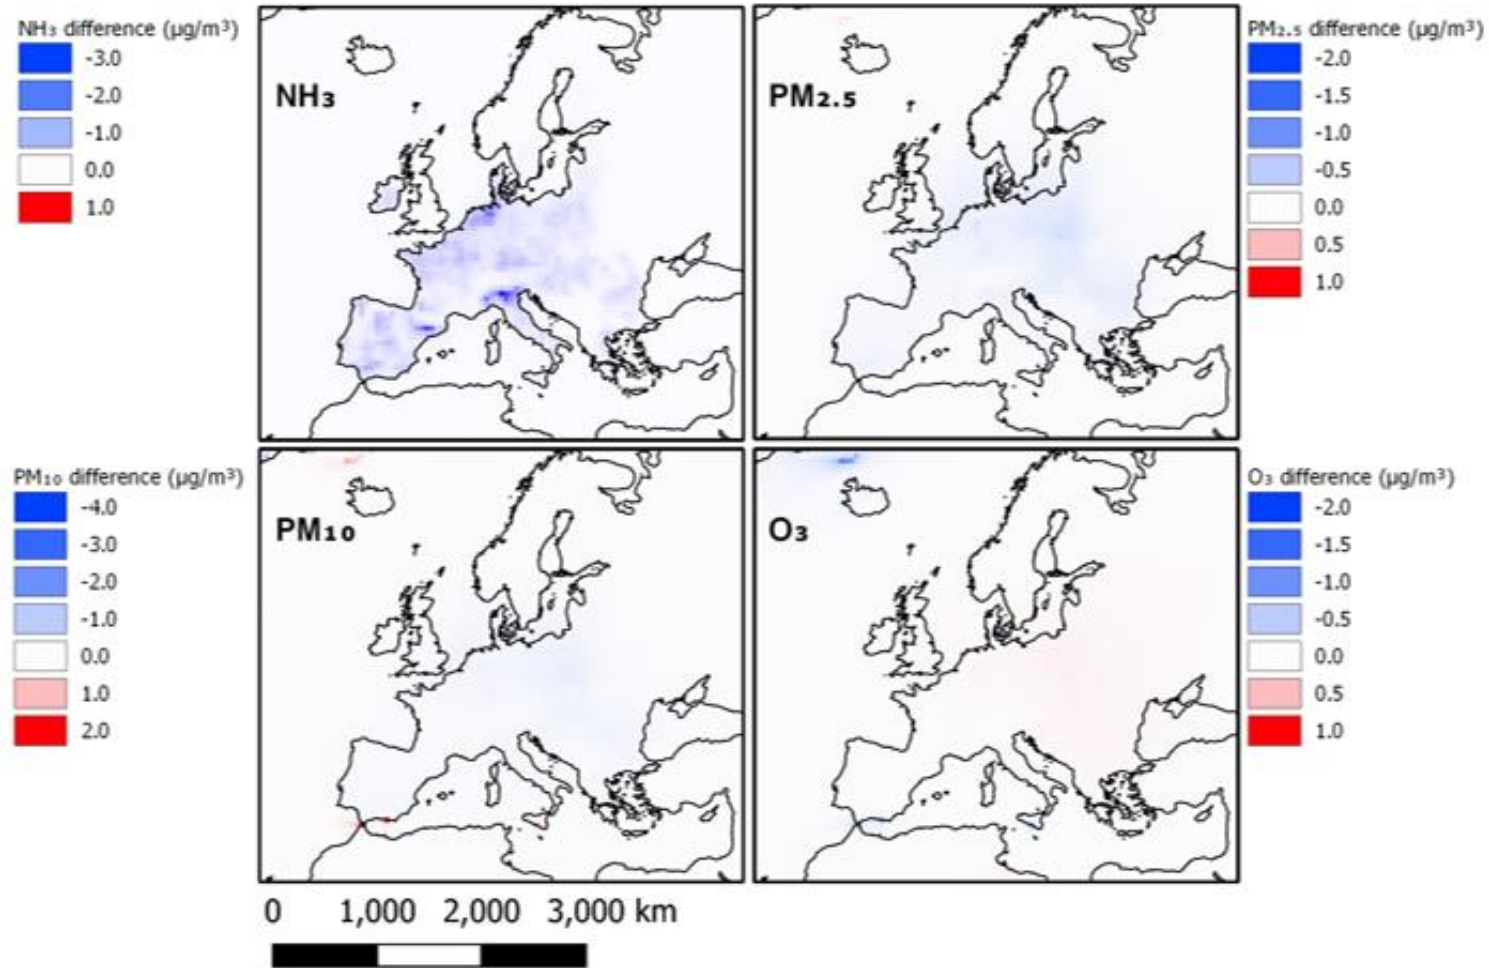 NH₃ difference (µg/m³)
-3.0
-2.0
-1.0
0.0
1.0
NH₃
PM₂.₅
PM₂.₅ difference (µg/m³)
-2.0
-1.5
-1.0
-0.5
0.0
0.5
1.0
PM₁₀ difference (µg/m³)
-4.0
-3.0
-2.0
-1.0
0.0
1.0
2.0
PM₁₀
O₃
O₃ difference (µg/m³)
-2.0
-1.5
-1.0
-0.5
0.0
0.5
1.0
0 1,000 2,000 3,000 km